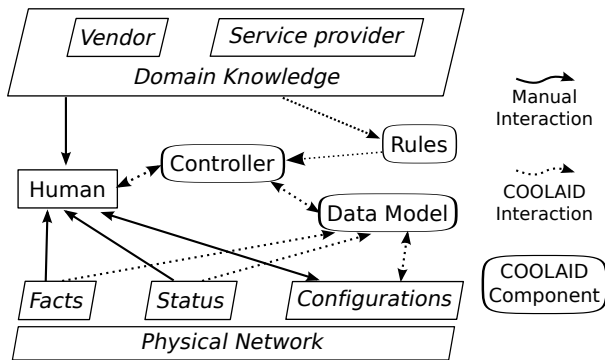 Vendor
Service provider
Domain Knowledge
Manual
Interaction
Rules
Controller
Human
COOLAID
Interaction
Data Model
COOLAID
Component
Facts
Status
Configurations
Physical Network